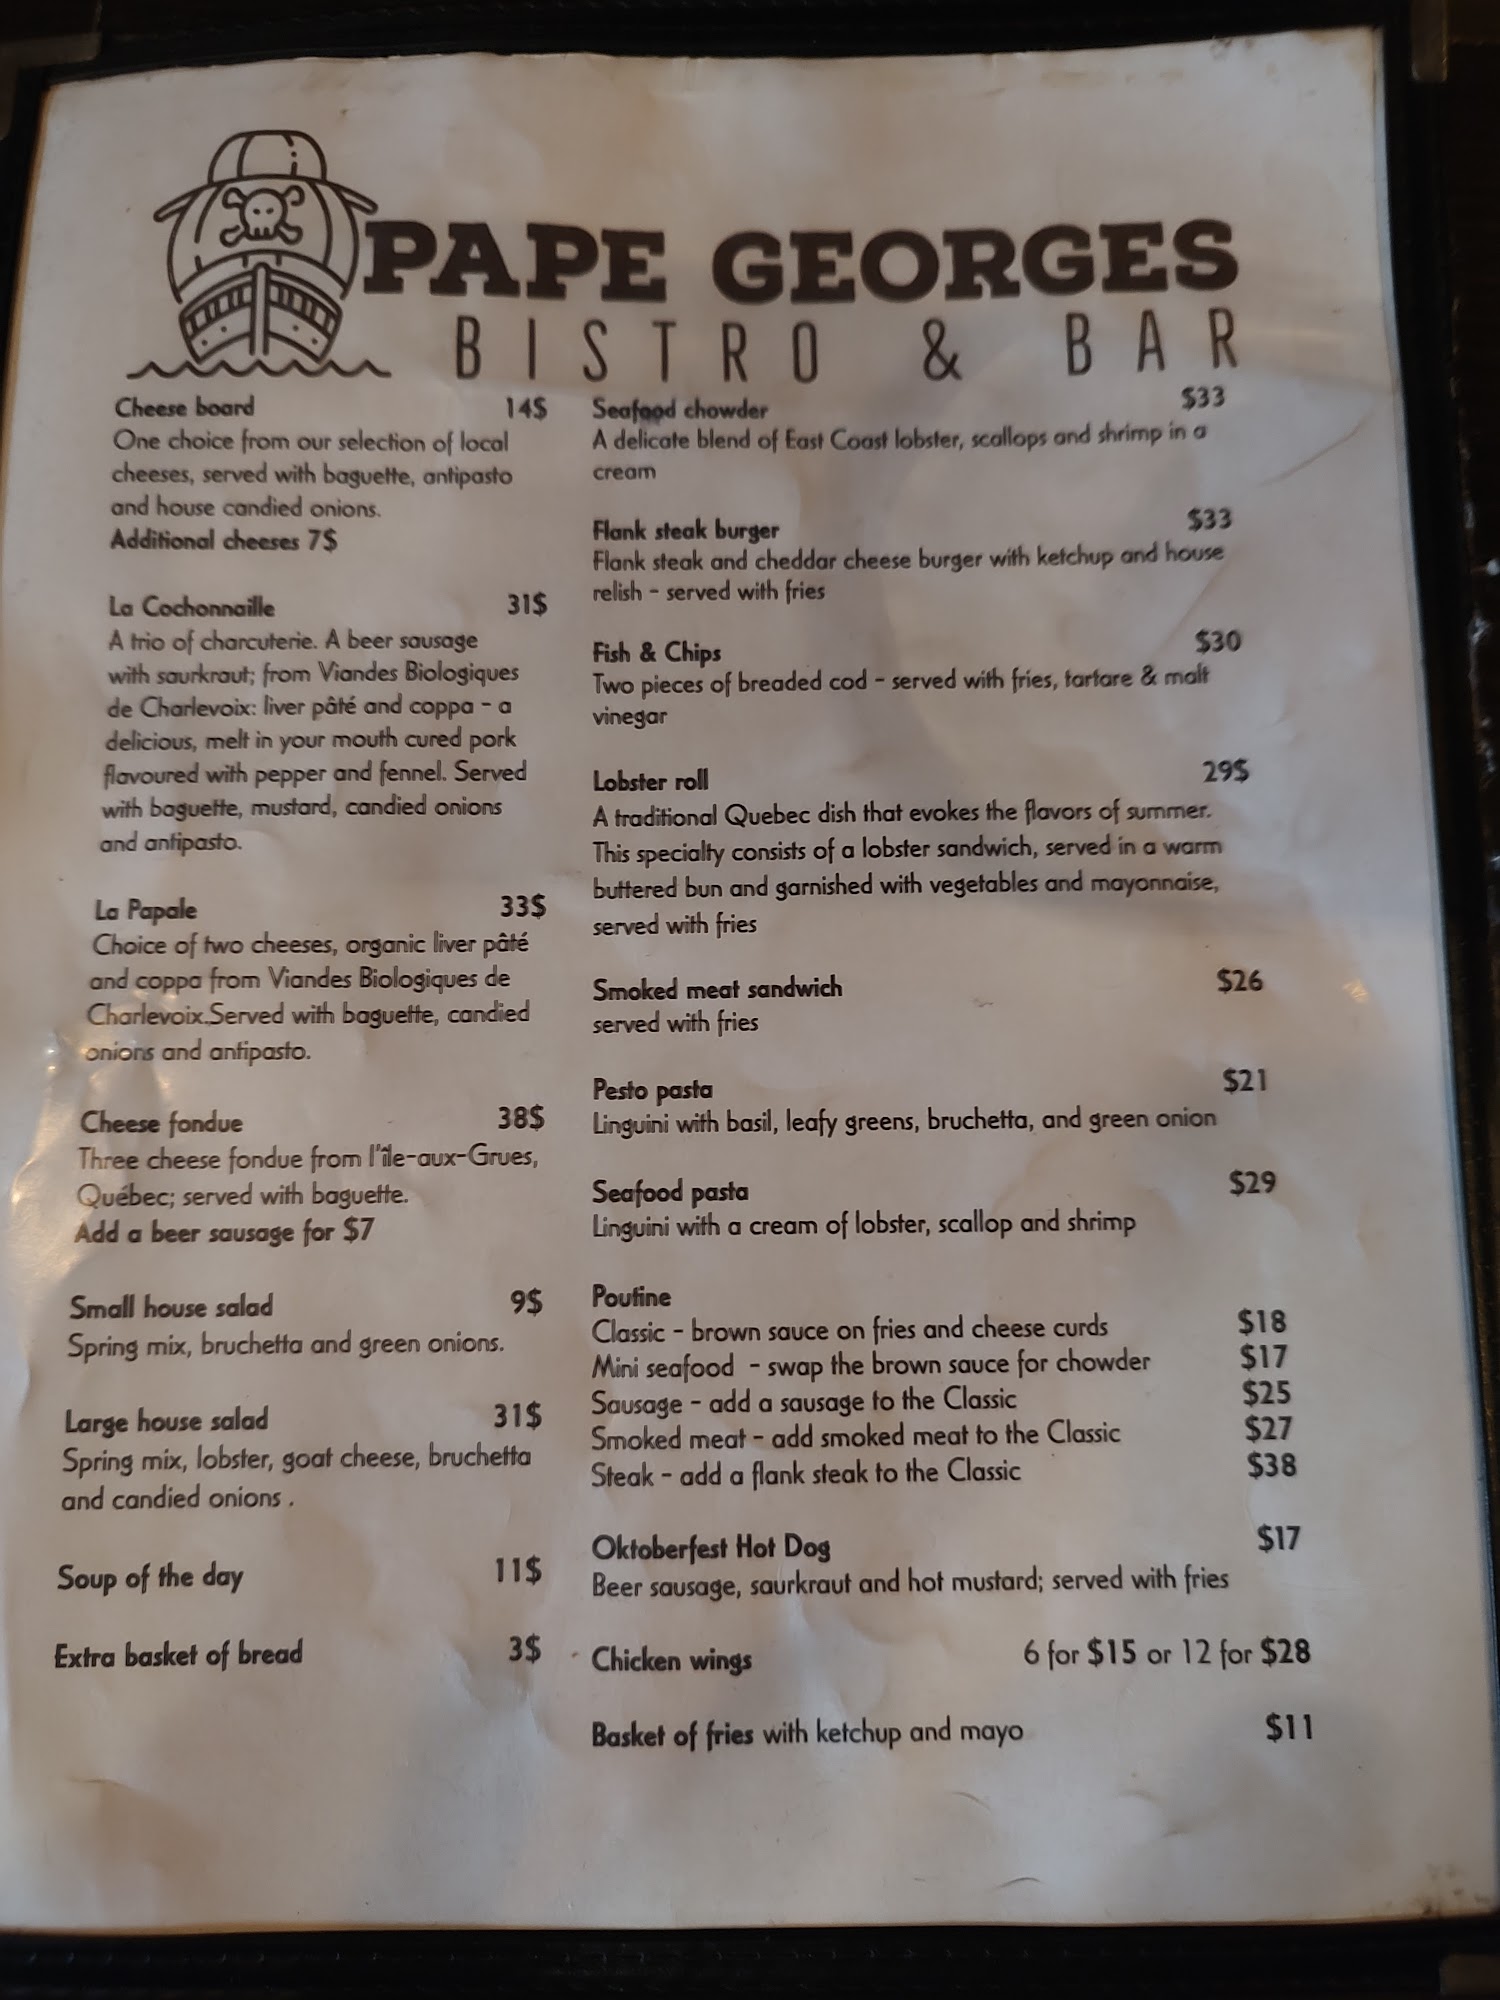 PAPE GEORGES
BISTRO & BAR
Cheese board 14$
One choice from our selection of local
cheeses, served with baguette, antipasto
and house candied onions.
Additional cheeses 7$
La Cochonnaille 31$
A trio of charcuterie. A beer sausage
with saurkraut; from Viandes Biologiques
de Charlevoix: liver pâté and coppa - a
delicious, melt in your mouth cured pork
flavoured with pepper and fennel. Served
with baguette, mustard, candied onions
and antipasto.
La Papale 33$
Choice of two cheeses, organic liver pâté
and coppa from Viandes Biologiques de
Charlevoix.Served with baguette, candied
onions and antipasto.
Cheese fondue 38$
Three cheese fondue from l'île-aux-Grues,
Québec; served with baguette.
Add a beer sausage for $7
Small house salad 9$
Spring mix, bruchetta and green onions.
Large house salad 31$
Spring mix, lobster, goat cheese, bruchetta
and candied onions .
Soup of the day 11$
Extra basket of bread 3$
Seafood chowder $33
A delicate blend of East Coast lobster, scallops and shrimp in a
cream
Flank steak burger $33
Flank steak and cheddar cheese burger with ketchup and house
relish - served with fries
Fish & Chips $30
Two pieces of breaded cod - served with fries, tartare & malt
vinegar
Lobster roll 29$
A traditional Quebec dish that evokes the flavors of summer.
This specialty consists of a lobster sandwich, served in a warm
buttered bun and garnished with vegetables and mayonnaise,
served with fries
Smoked meat sandwich $26
served with fries
Pesto pasta $21
Linguini with basil, leafy greens, bruchetta, and green onion
Seafood pasta $29
Linguini with a cream of lobster, scallop and shrimp
Poutine
Classic - brown sauce on fries and cheese curds $18
Mini seafood - swap the brown sauce for chowder $17
Sausage - add a sausage to the Classic $25
Smoked meat - add smoked meat to the Classic $27
Steak - add a flank steak to the Classic $38
Oktoberfest Hot Dog $17
Beer sausage, saurkraut and hot mustard; served with fries
Chicken wings 6 for $15 or 12 for $28
Basket of fries with ketchup and mayo $11